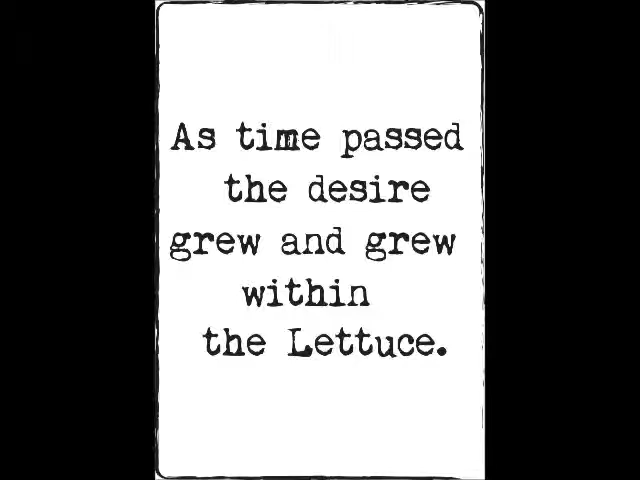 As time passed
the desire
grew and grew
within
the Lettuce.